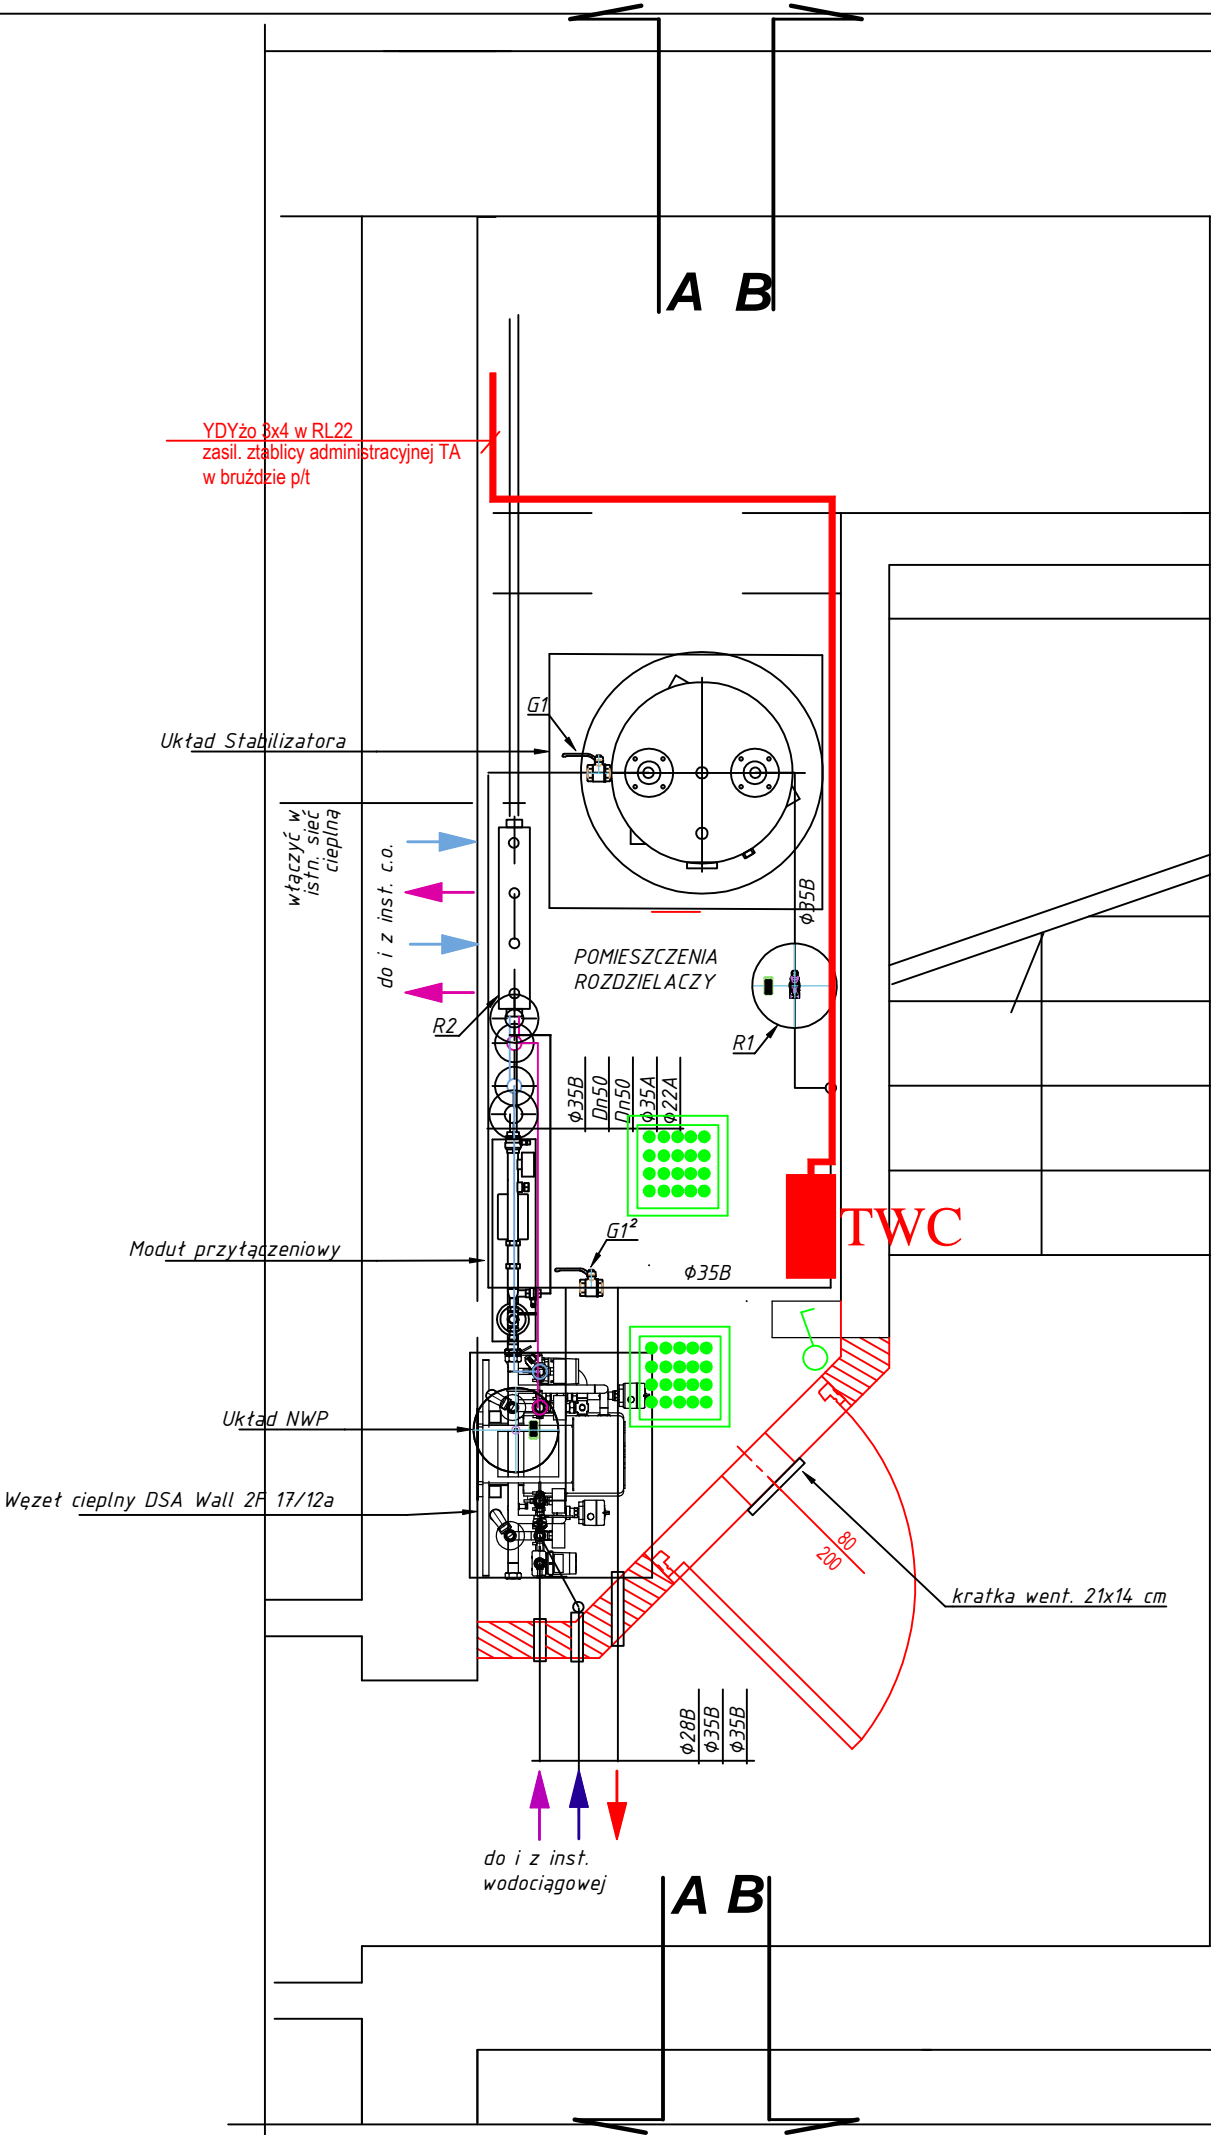 A B
YDYżo 3x4 w RL22
zasil. ztablicy administracyjnej TA
w bruździe p/t
G1
Układ Stabilizatora
włączyć w
istn. sieć
cieplną
do i z inst. c.o.
Φ35B
POMIESZCZENIA
ROZDZIELACZY
R2
R1
Φ35B
Dn50
Dn50
Φ35A
Φ22A
TWC
G1²
Moduł przyłączeniowy
Φ35B
Układ NWP
Węzeł cieplny DSA Wall 2F 17/12a
80
200
kratka went. 21x14 cm
Φ28B
Φ35B
Φ35B
do i z inst.
wodociągowej
A B